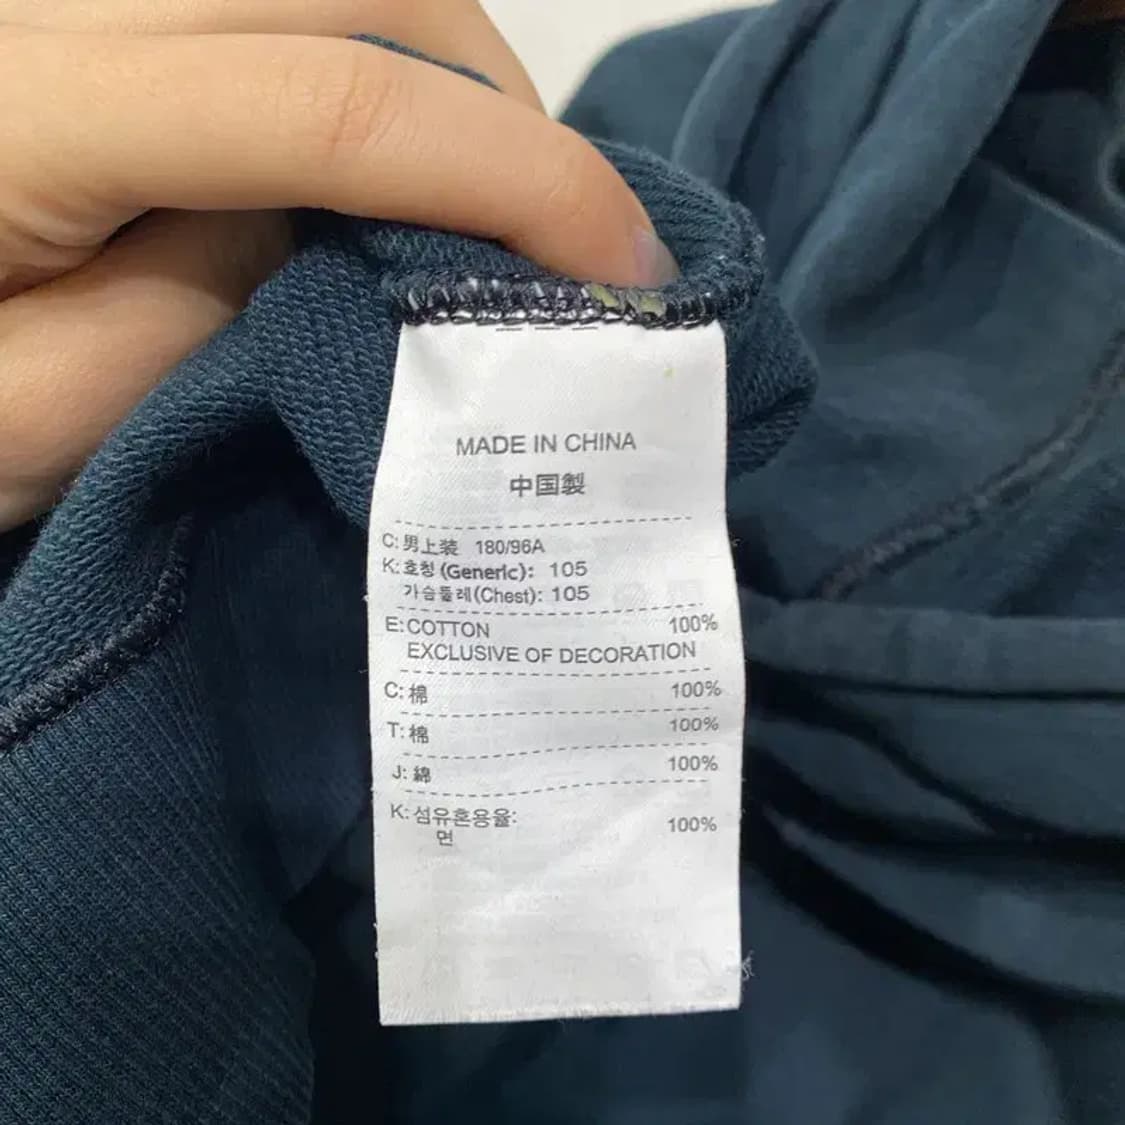 MADE IN CHINA
中国製
C: 男上装 180/96A
K: 호칭 (Generic): 105
가슴둘레(Chest): 105
E: COTTON 100%
EXCLUSIVE OF DECORATION
C: 棉 100%
T: 棉 100%
J: 綿 100%
K: 섬유혼용율:
면 100%